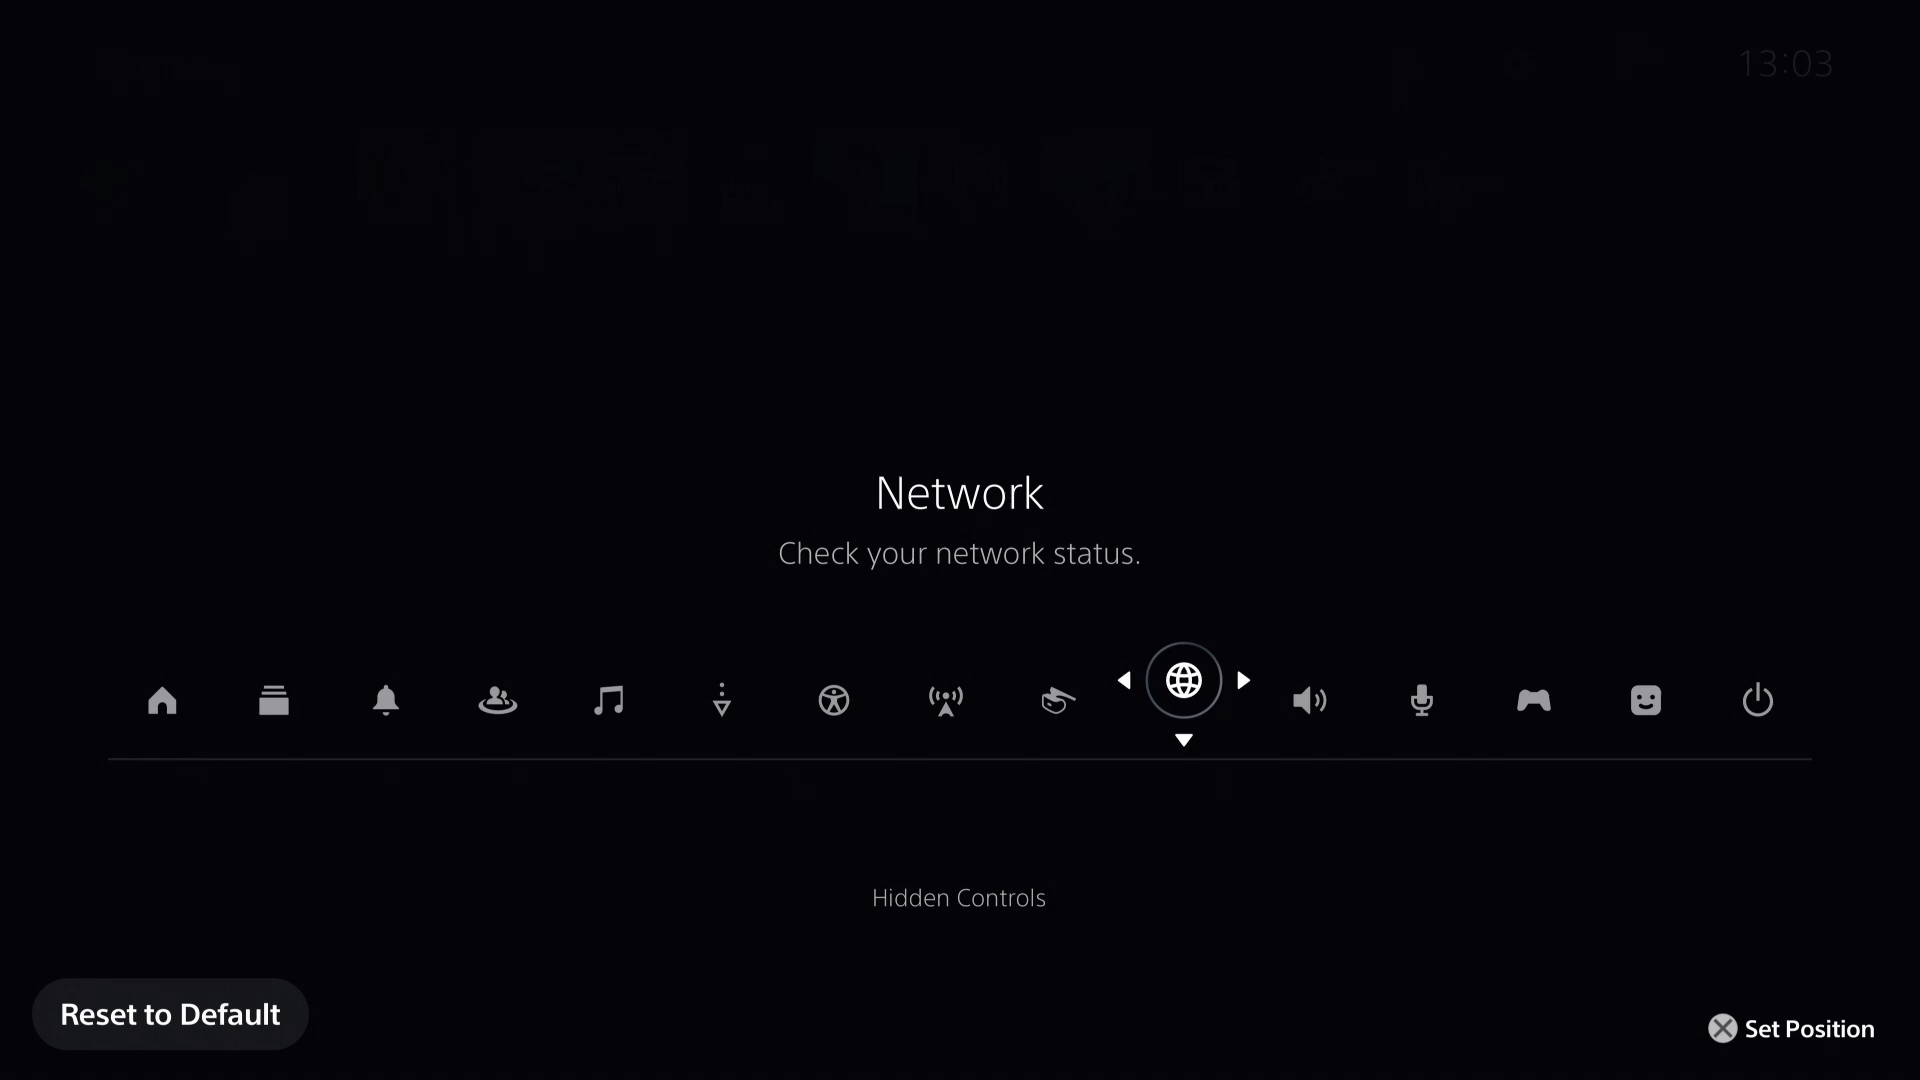 13:03
Network
Check your network status.
Hidden Controls
Reset to Default
Set Position